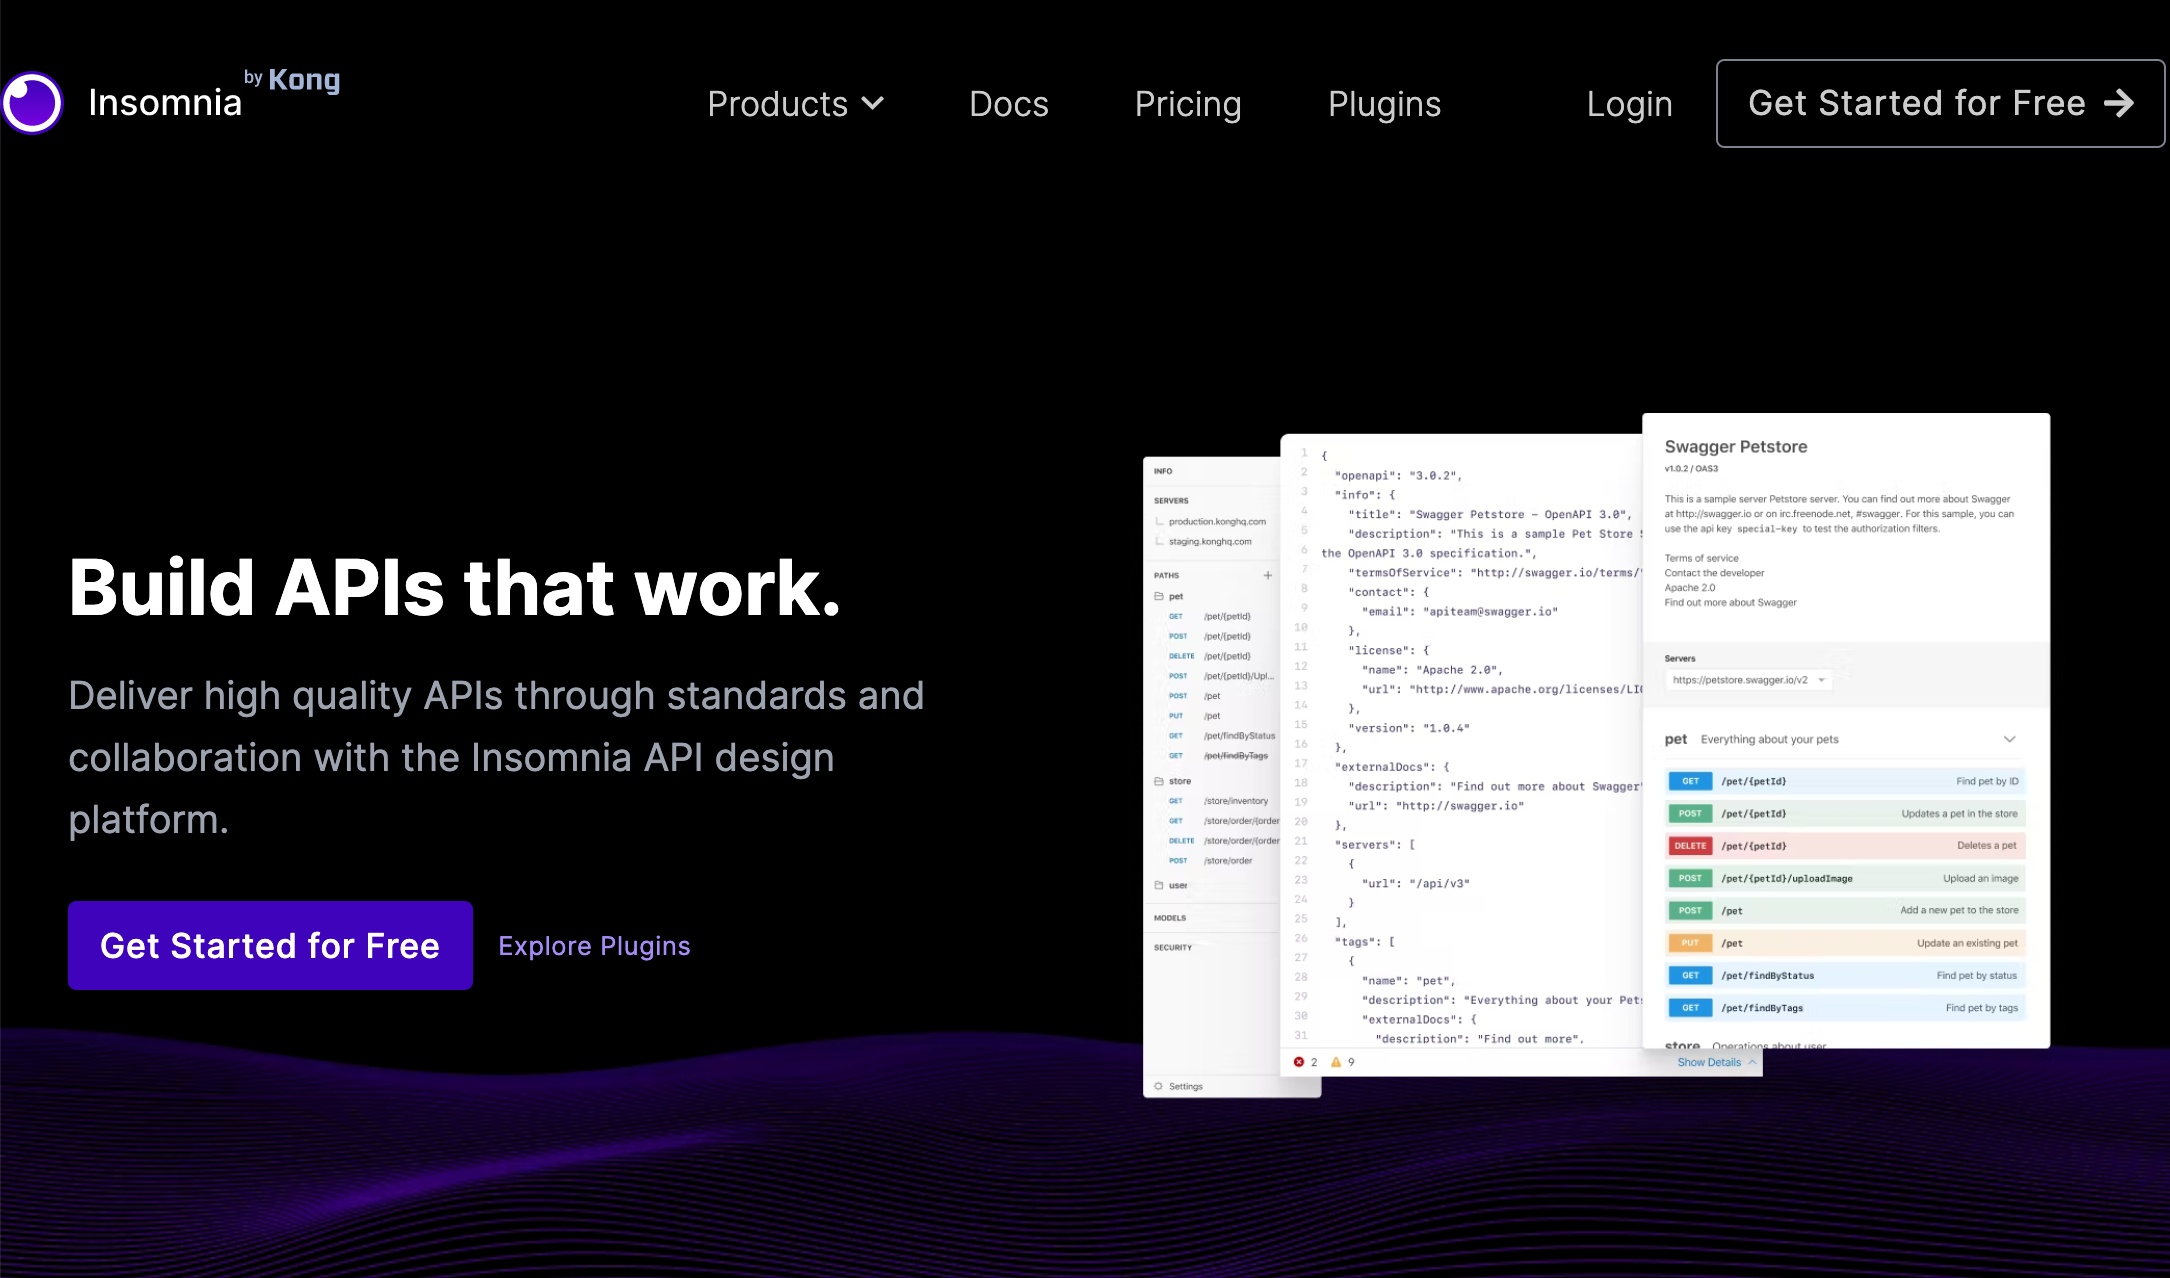 Insomnia by Kong
Products
Docs
Pricing
Plugins
Login
Get Started for Free
Build APIs that work.
Deliver high quality APIs through standards and
collaboration with the Insomnia API design
platform.
Get Started for Free
Explore Plugins
INFO
SERVERS
production.konghq.com
staging.konghq.com
PATHS
pet
GET /pet/{petId}
POST /pet/{petId}
DELETE /pet/{petId}
POST /pet/{petId}/Upl...
POST /pet
PUT /pet
GET /pet/findByStatus
GET /pet/findByTags
store
GET /store/inventory
GET /store/order/{order
DELETE /store/order/{order
POST /store/order
user
MODELS
SECURITY
Settings
1 {
2 "openapi": "3.0.2",
3 "info": {
4 "title": "Swagger Petstore - OpenAPI 3.0",
5 "description": "This is a sample Pet Store
6 the OpenAPI 3.0 specification.",
7 "termsOfService": "http://swagger.io/terms/
8 "contact": {
9 "email": "apiteam@swagger.io"
10 },
11 "license": {
12 "name": "Apache 2.0",
13 "url": "http://www.apache.org/licenses/LIC
14 },
15 "version": "1.0.4"
16 },
17 "externalDocs": {
18 "description": "Find out more about Swagger"
19 "url": "http://swagger.io"
20 },
21 "servers": [
22 {
23 "url": "/api/v3"
24 }
25 ],
26 "tags": [
27 {
28 "name": "pet",
29 "description": "Everything about your Pets
30 "externalDocs": {
31 "description": "Find out more",
2 9
Show Details
Swagger Petstore
v1.0.2 / OAS3
This is a sample server Petstore server. You can find out more about Swagger
at http://swagger.io or on irc.freenode.net, #swagger. For this sample, you can
use the api key special-key to test the authorization filters.
Terms of service
Contact the developer
Apache 2.0
Find out more about Swagger
Servers
https://petstore.swagger.io/v2
pet Everything about your pets
GET /pet/{petId} Find pet by ID
POST /pet/{petId} Updates a pet in the store
DELETE /pet/{petId} Deletes a pet
POST /pet/{petId}/uploadImage Upload an image
POST /pet Add a new pet to the store
PUT /pet Update an existing pet
GET /pet/findByStatus Find pet by status
GET /pet/findByTags Find pet by tags
store Operations about user